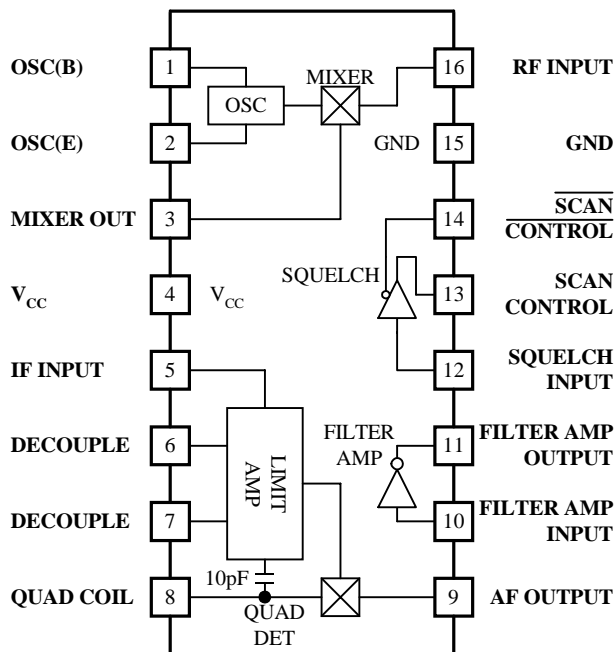 OSC(B) 1 MIXER 16 RF INPUT
OSC
OSC(E) 2 GND 15 GND
MIXER OUT 3 14 SCAN
CONTROL
V_CC 4 V_CC SQUELCH 13 SCAN
CONTROL
IF INPUT 5 12 SQUELCH
INPUT
DECOUPLE 6 LIMIT
AMP
FILTER
AMP
11 FILTER AMP
OUTPUT
DECOUPLE 7 10 FILTER AMP
INPUT
10pF
QUAD COIL 8 QUAD
DET
9 AF OUTPUT